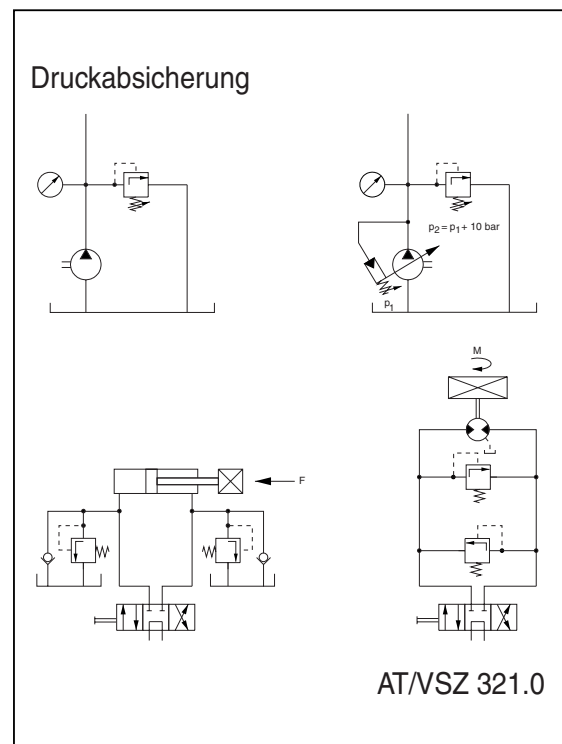 Druckabsicherung
p2 = p1 + 10 bar
p1
M
F
AT/VSZ 321.0